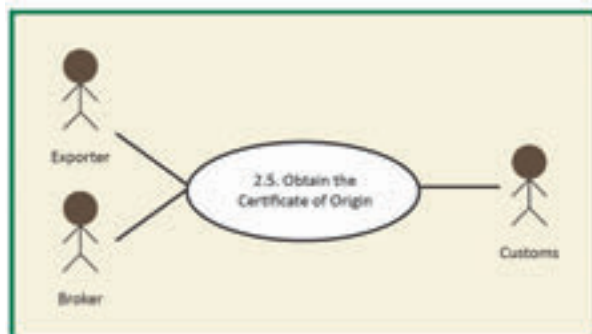 Exporter
2.5. Obtain the
Certificate of Origin
Customs
Broker